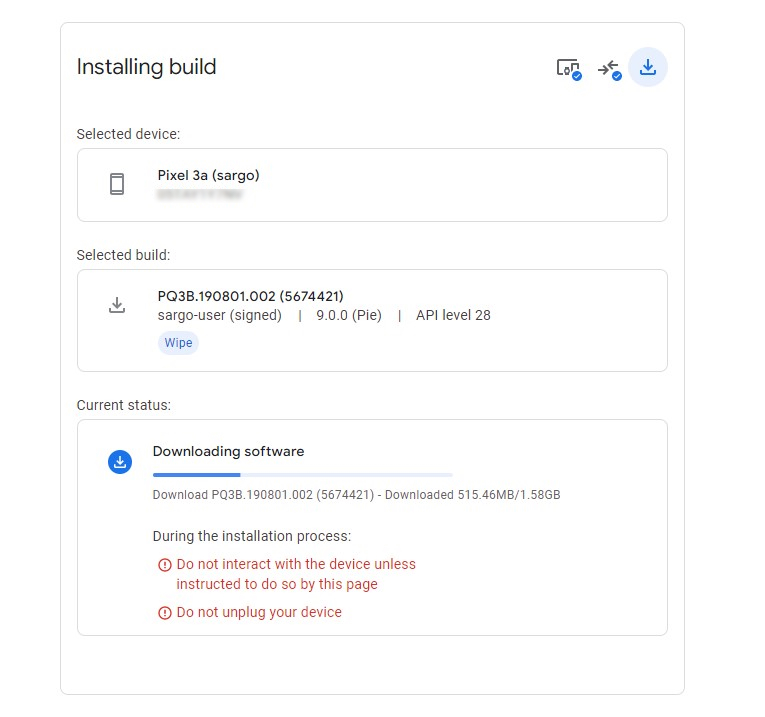 Installing build
Selected device:
Pixel 3a (sargo)
Selected build:
PQ3B.190801.002 (5674421)
sargo-user (signed) | 9.0.0 (Pie) | API level 28
Wipe
Current status:
Downloading software
Download PQ3B.190801.002 (5674421) - Downloaded 515.46MB/1.58GB
During the installation process:
Do not interact with the device unless
instructed to do so by this page
Do not unplug your device